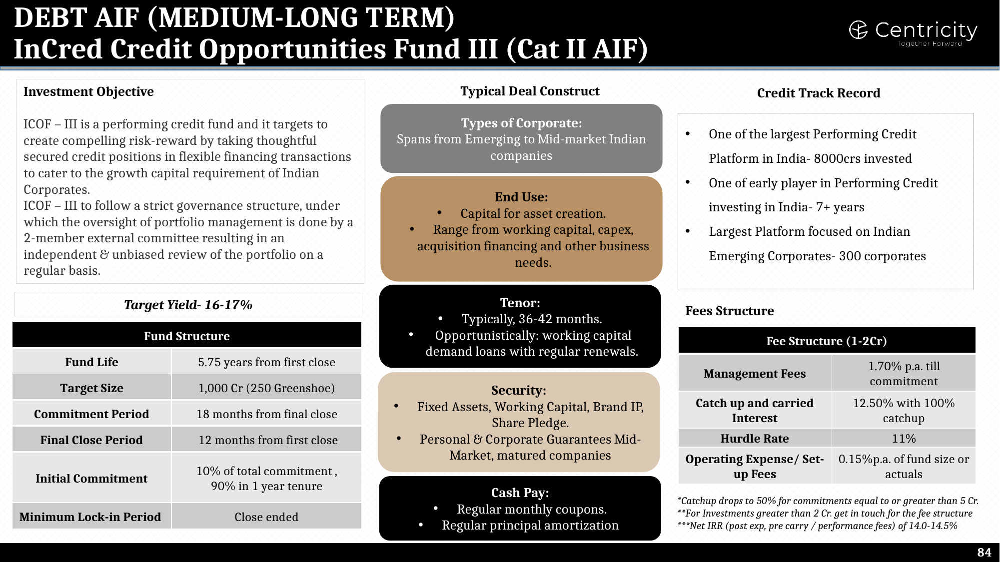 DEBT AIF (MEDIUM-LONG TERM)
InCred Credit Opportunities Fund III (Cat II AIF)
Centricity
Together Forward
Investment Objective
ICOF – III is a performing credit fund and it targets to
create compelling risk-reward by taking thoughtful
secured credit positions in flexible financing transactions
to cater to the growth capital requirement of Indian
Corporates.
ICOF – III to follow a strict governance structure, under
which the oversight of portfolio management is done by a
2-member external committee resulting in an
independent & unbiased review of the portfolio on a
regular basis.
Target Yield- 16-17%
Fund Structure
Fund Life 5.75 years from first close
Target Size 1,000 Cr (250 Greenshoe)
Commitment Period 18 months from final close
Final Close Period 12 months from first close
Initial Commitment 10% of total commitment ,
90% in 1 year tenure
Minimum Lock-in Period Close ended
Typical Deal Construct
Types of Corporate:
Spans from Emerging to Mid-market Indian
companies
End Use:
• Capital for asset creation.
• Range from working capital, capex,
acquisition financing and other business
needs.
Tenor:
• Typically, 36-42 months.
• Opportunistically: working capital
demand loans with regular renewals.
Security:
• Fixed Assets, Working Capital, Brand IP,
Share Pledge.
• Personal & Corporate Guarantees Mid-
Market, matured companies
Cash Pay:
• Regular monthly coupons.
• Regular principal amortization
Credit Track Record
• One of the largest Performing Credit
Platform in India- 8000crs invested
• One of early player in Performing Credit
investing in India- 7+ years
• Largest Platform focused on Indian
Emerging Corporates- 300 corporates
Fees Structure
Fee Structure (1-2Cr)
Management Fees 1.70% p.a. till
commitment
Catch up and carried
Interest 12.50% with 100%
catchup
Hurdle Rate 11%
Operating Expense/ Set-
up Fees 0.15%p.a. of fund size or
actuals
*Catchup drops to 50% for commitments equal to or greater than 5 Cr.
**For Investments greater than 2 Cr. get in touch for the fee structure
***Net IRR (post exp, pre carry / performance fees) of 14.0-14.5%
84